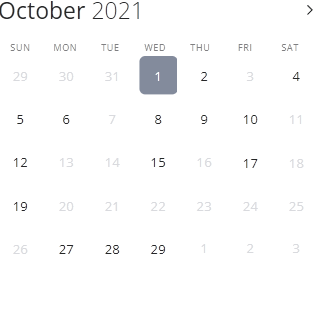 October 2021
SUN MON TUE WED THU FRI SAT
29 30 31 1 2 3 4
5 6 7 8 9 10 11
12 13 14 15 16 17 18
19 20 21 22 23 24 25
26 27 28 29 1 2 3